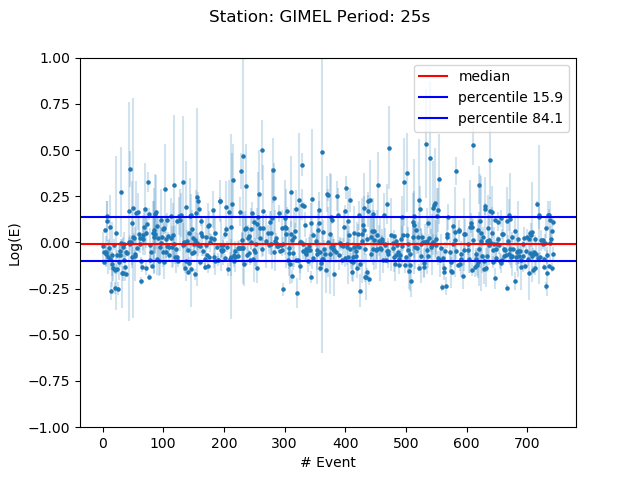 Station: GIMEL Period: 25s
1.00
0.75
0.50
0.25
0.00
−0.25
−0.50
−0.75
−1.00
Log(E)
median
percentile 15.9
percentile 84.1
0 100 200 300 400 500 600 700
# Event